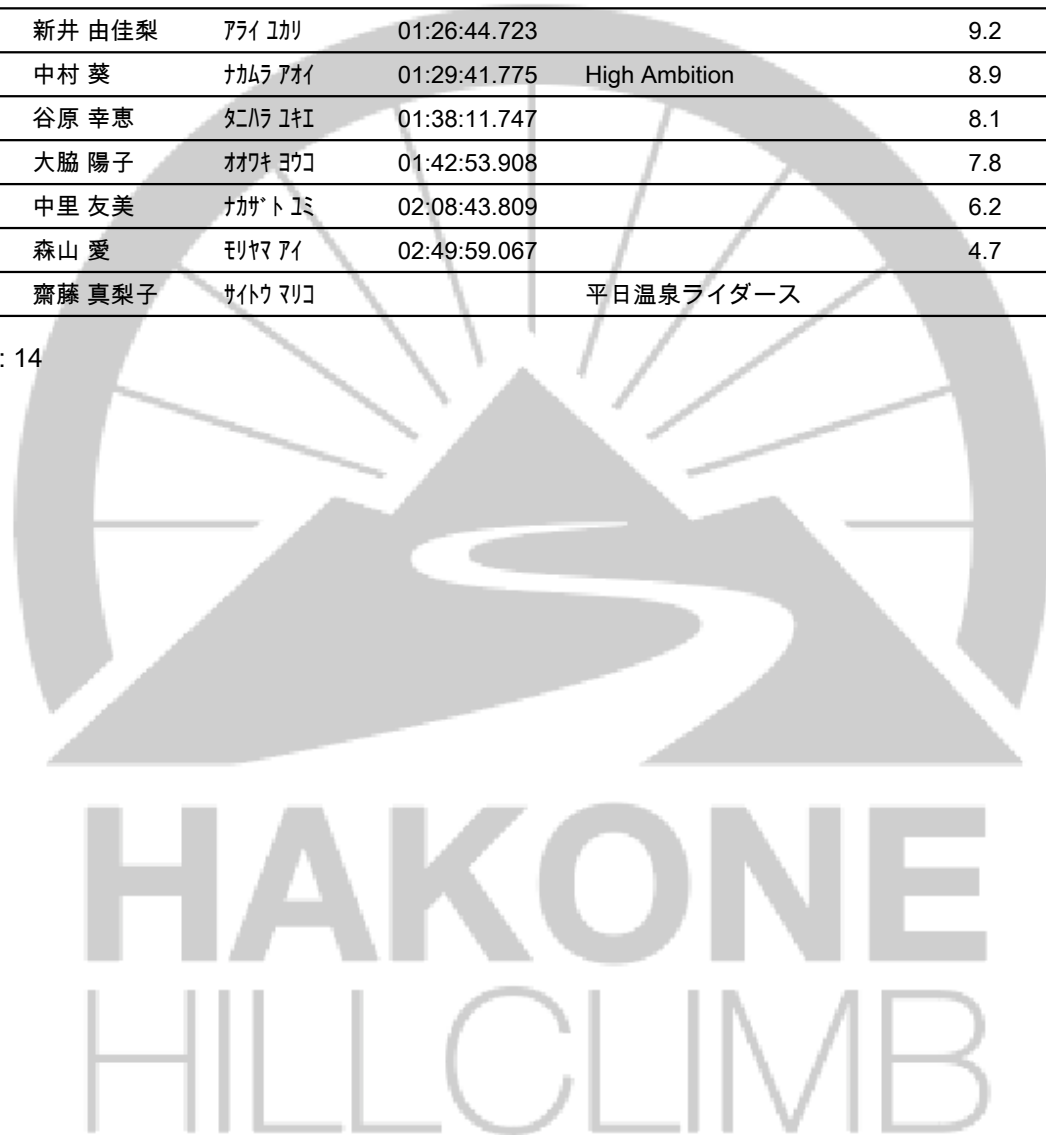 新井 由佳梨 ｱﾗｲ ﾕｶﾘ 01:26:44.723 9.2
中村 葵 ﾅｶﾑﾗ ｱｵｲ 01:29:41.775 High Ambition 8.9
谷原 幸恵 ﾀﾆﾊﾗ ﾕｷｴ 01:38:11.747 8.1
大脇 陽子 ｵｵﾜｷ ﾖｳｺ 01:42:53.908 7.8
中里 友美 ﾅｶｻﾞﾄ ﾕﾐ 02:08:43.809 6.2
森山 愛 ﾓﾘﾔﾏ ｱｲ 02:49:59.067 4.7
齋藤 真梨子 ｻｲﾄｳ ﾏﾘｺ 平日温泉ライダース
: 14
HAKONE
HILLCLIMB